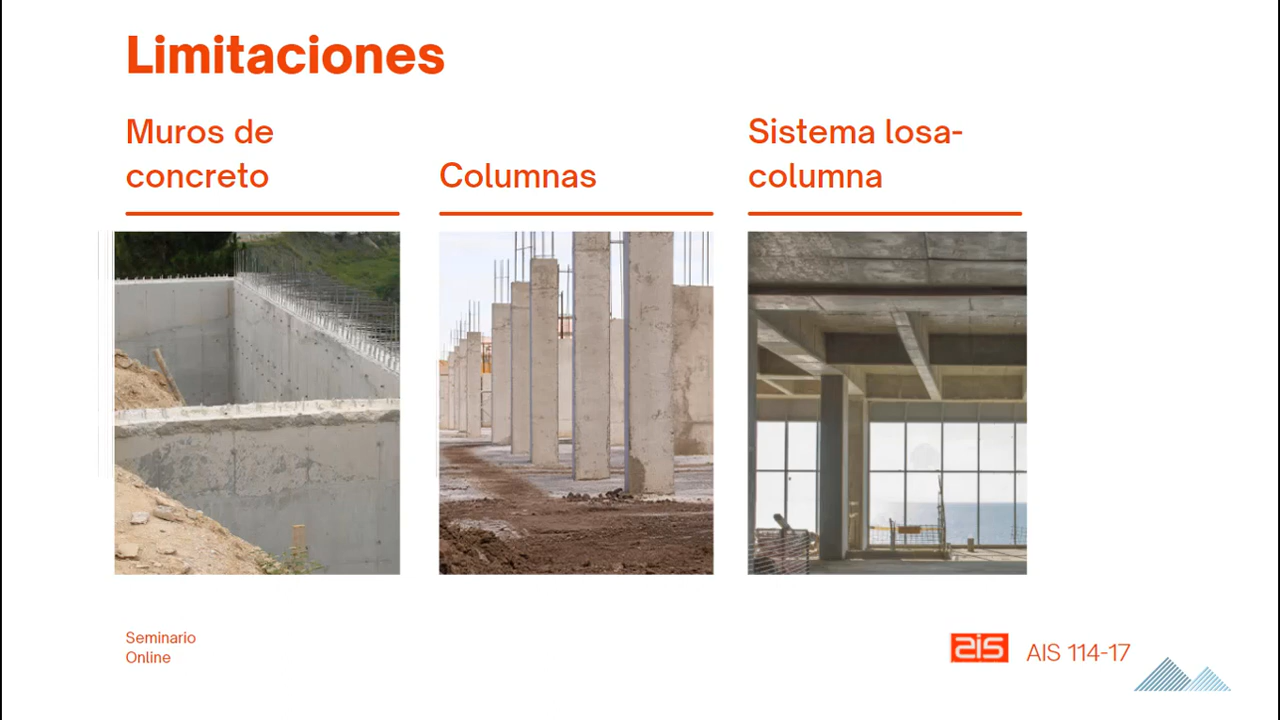 Limitaciones
Muros de
concreto
Columnas
Sistema losa-
columna
Seminario
Online
ais
AIS 114-17